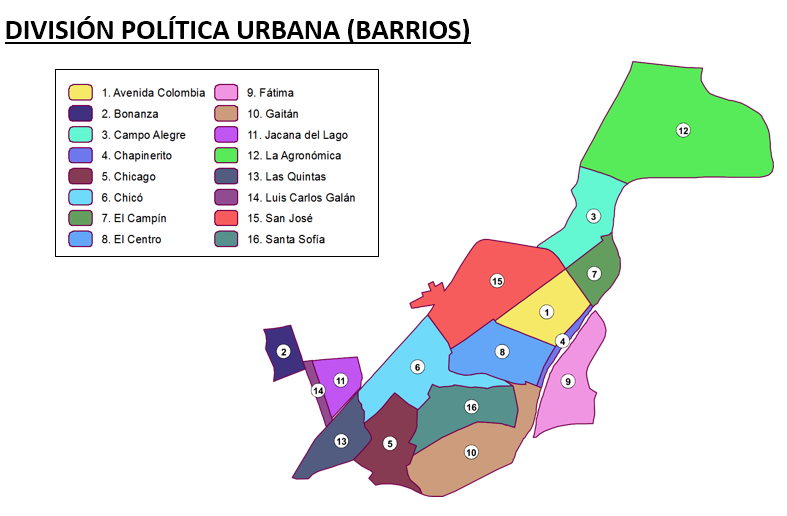 DIVISIÓN POLÍTICA URBANA (BARRIOS)
1. Avenida Colombia
2. Bonanza
3. Campo Alegre
4. Chapinerito
5. Chicago
6. Chicó
7. El Campín
8. El Centro
9. Fátima
10. Gaitán
11. Jacana del Lago
12. La Agronómica
13. Las Quintas
14. Luis Carlos Galán
15. San José
16. Santa Sofía
12
3
7
15
1
4
2
8
6
11
9
14
16
13
5
10